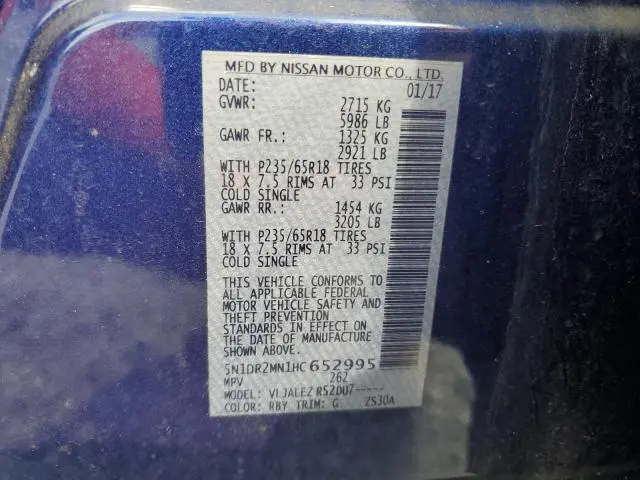 MFD BY NISSAN MOTOR CO., LTD.
DATE: 01/17
GVWR: 2715 KG
5986 LB
GAWR FR.: 1325 KG
2921 LB
WITH P235/65R18 TIRES
18 X 7.5 RIMS AT 33 PSI
COLD SINGLE
GAWR RR.: 1454 KG
3205 LB
WITH P235/65R18 TIRES
18 X 7.5 RIMS AT 33 PSI
COLD SINGLE
THIS VEHICLE CONFORMS TO
ALL APPLICABLE FEDERAL
MOTOR VEHICLE SAFETY AND
THEFT PREVENTION
STANDARDS IN EFFECT ON
THE DATE OF MANUFACTURE
SHOWN ABOVE.
5N1DR2MN1HC652995
MPV 262
MODEL: VLJALEZ R52DU7-----
COLOR: RBY TRIM: G ZS30A